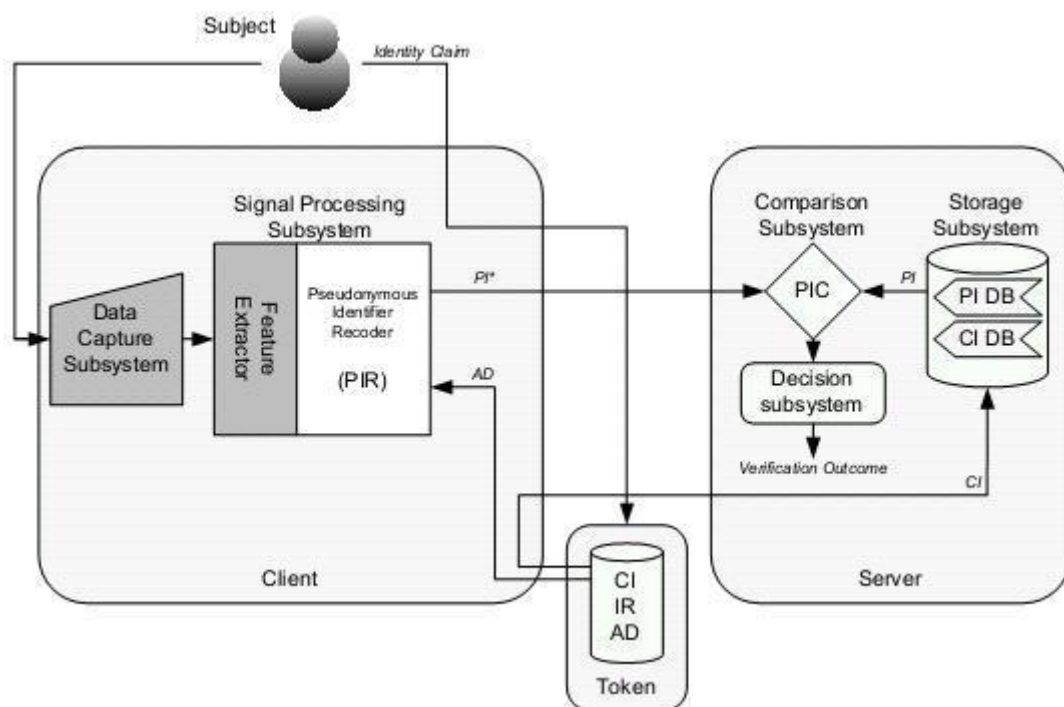 Subject
Identity Claim
Signal Processing
Subsystem
Data
Capture
Subsystem
Feature
Extractor
Pseudonymous
Identifier
Recoder
(PIR)
PI*
AD
Client
Comparison
Subsystem
PIC
PI
Storage
Subsystem
PI DB
CI DB
Decision
subsystem
Verification Outcome
CI
Server
CI
IR
AD
Token